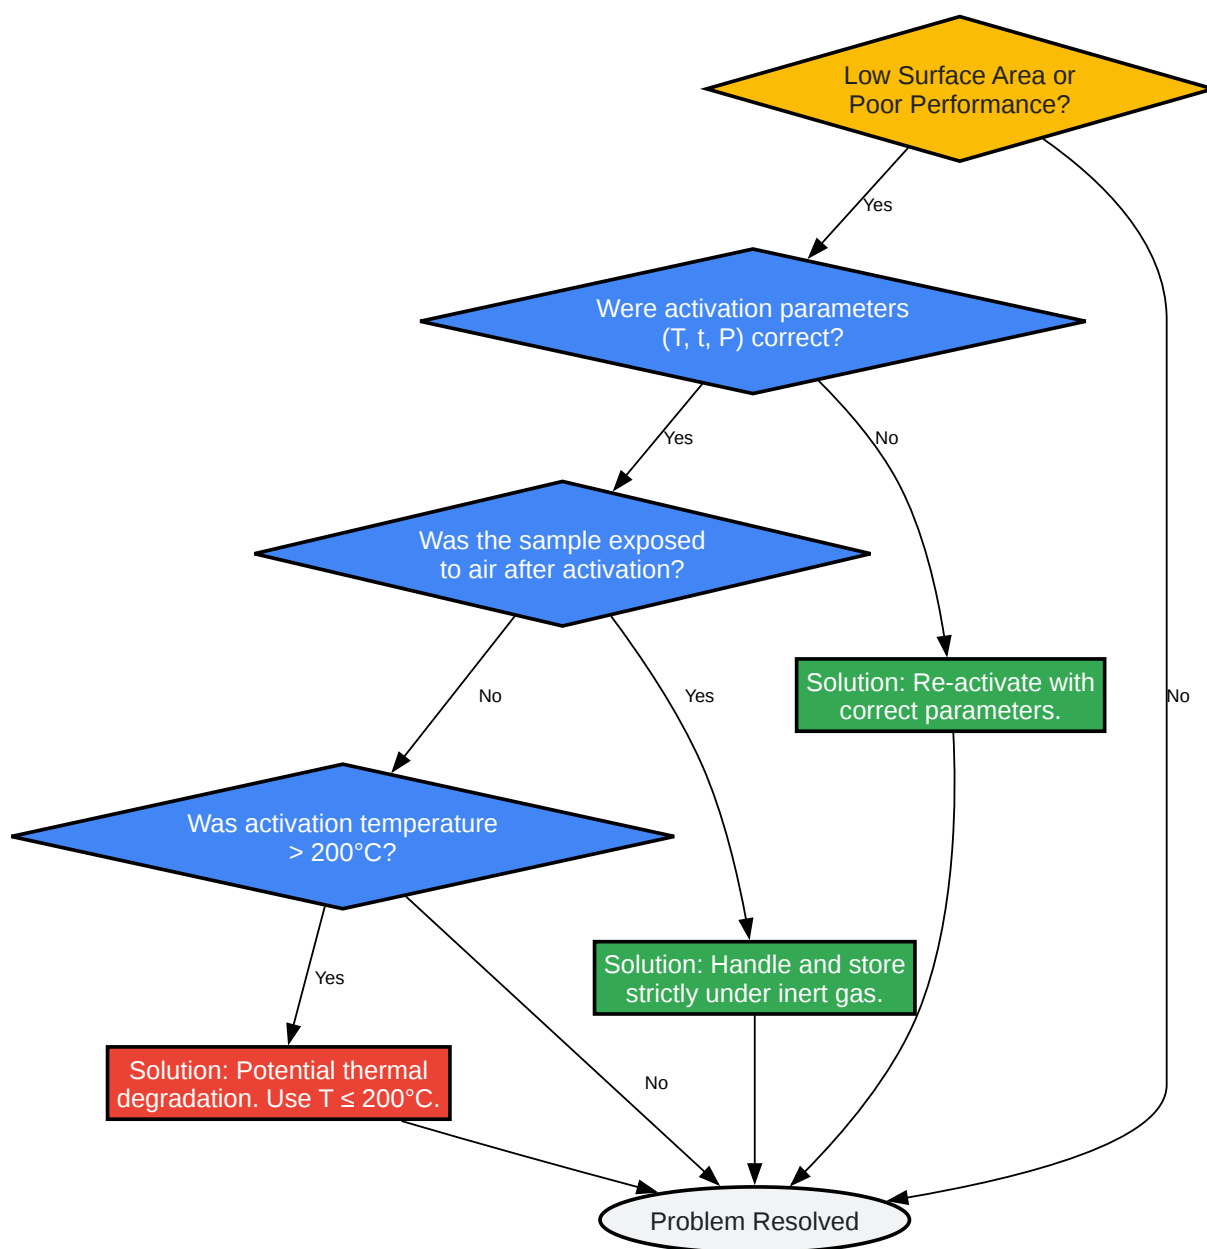 Low Surface Area or
Poor Performance?
Yes
Were activation parameters
(T, t, P) correct?
Yes
No
Was the sample exposed
to air after activation?
Solution: Re-activate with
correct parameters.
No
Yes
No
Was activation temperature
> 200°C?
Solution: Handle and store
strictly under inert gas.
Yes
Solution: Potential thermal
degradation. Use T ≤ 200°C.
No
Problem Resolved